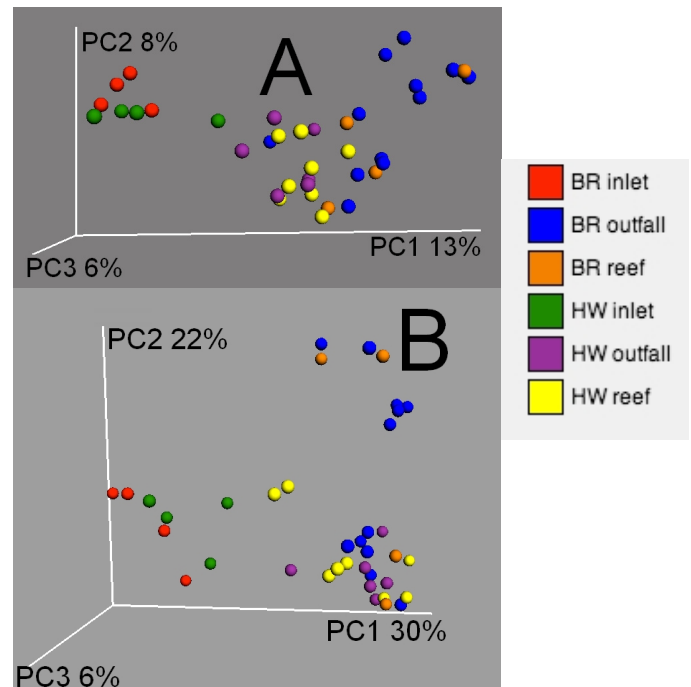 A
PC2 8%
PC1 13%
PC3 6%
BR inlet
BR outfall
BR reef
HW inlet
HW outfall
HW reef
B
PC2 22%
PC1 30%
PC3 6%